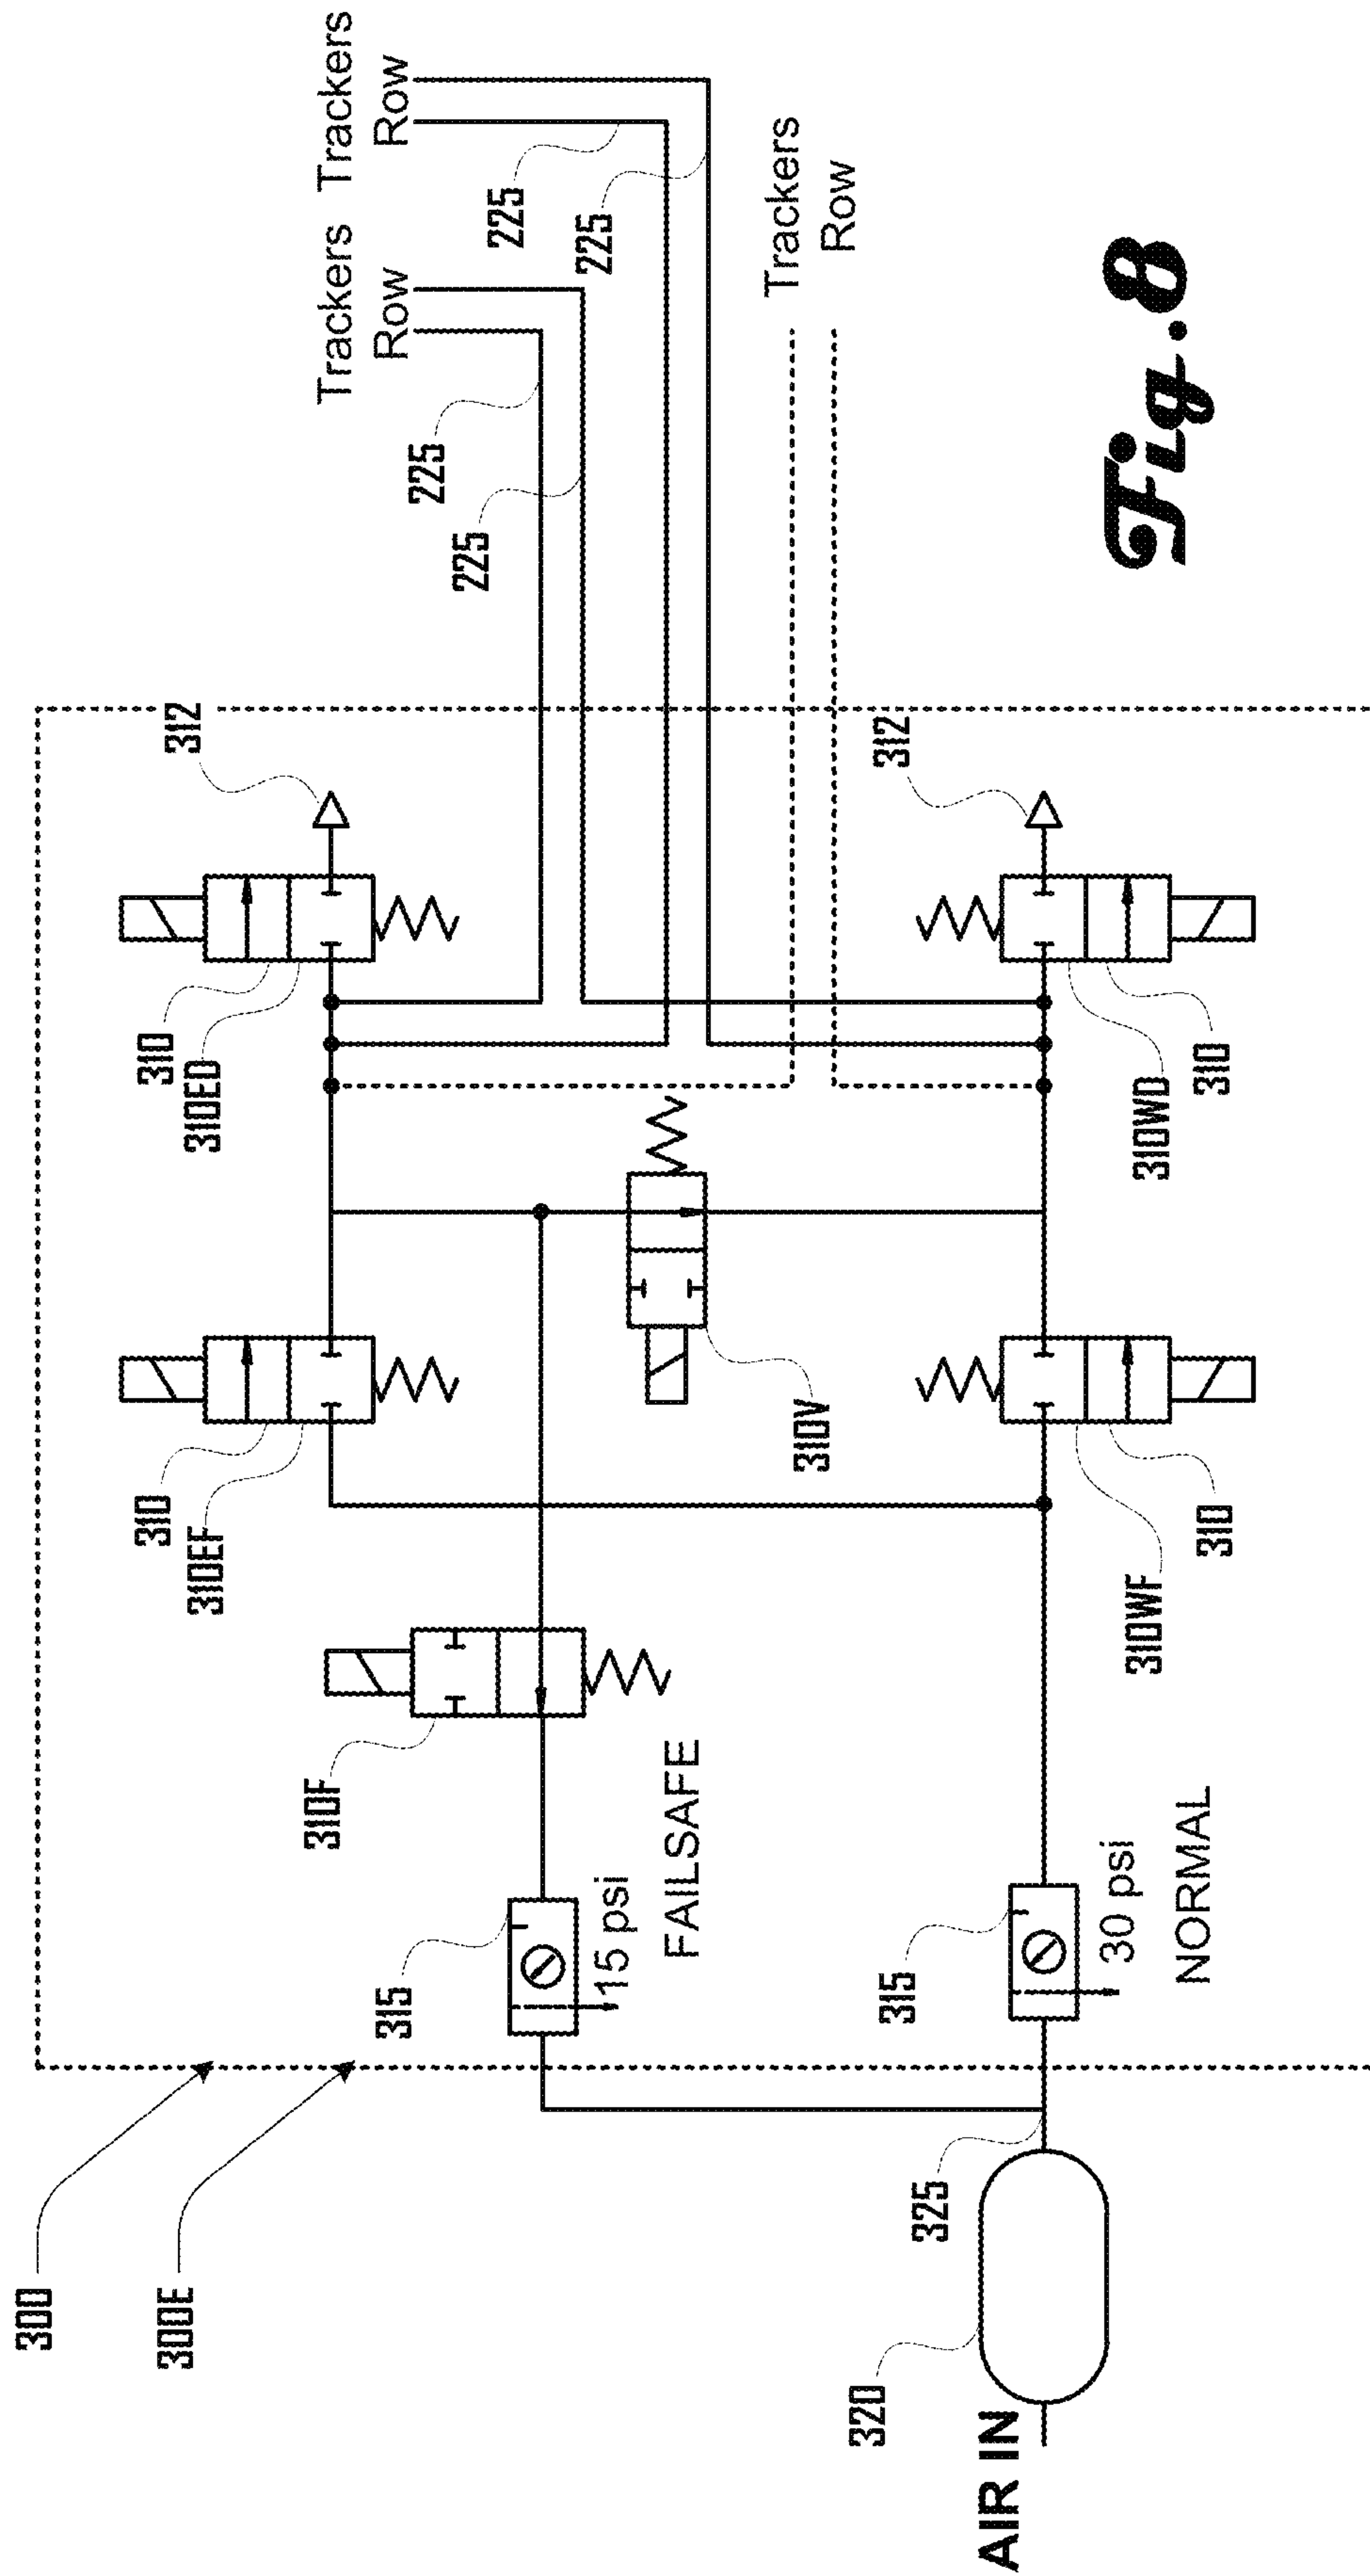 300
300E
AIR IN
320
325
315
15 psi
FAILSAFE
315
30 psi
NORMAL
310F
310
310EF
310V
310WF
310
310
310ED
312
310WD
310
312
225
225
225
225
Trackers
Row
Trackers
Row
Trackers
Row
Fig. 8